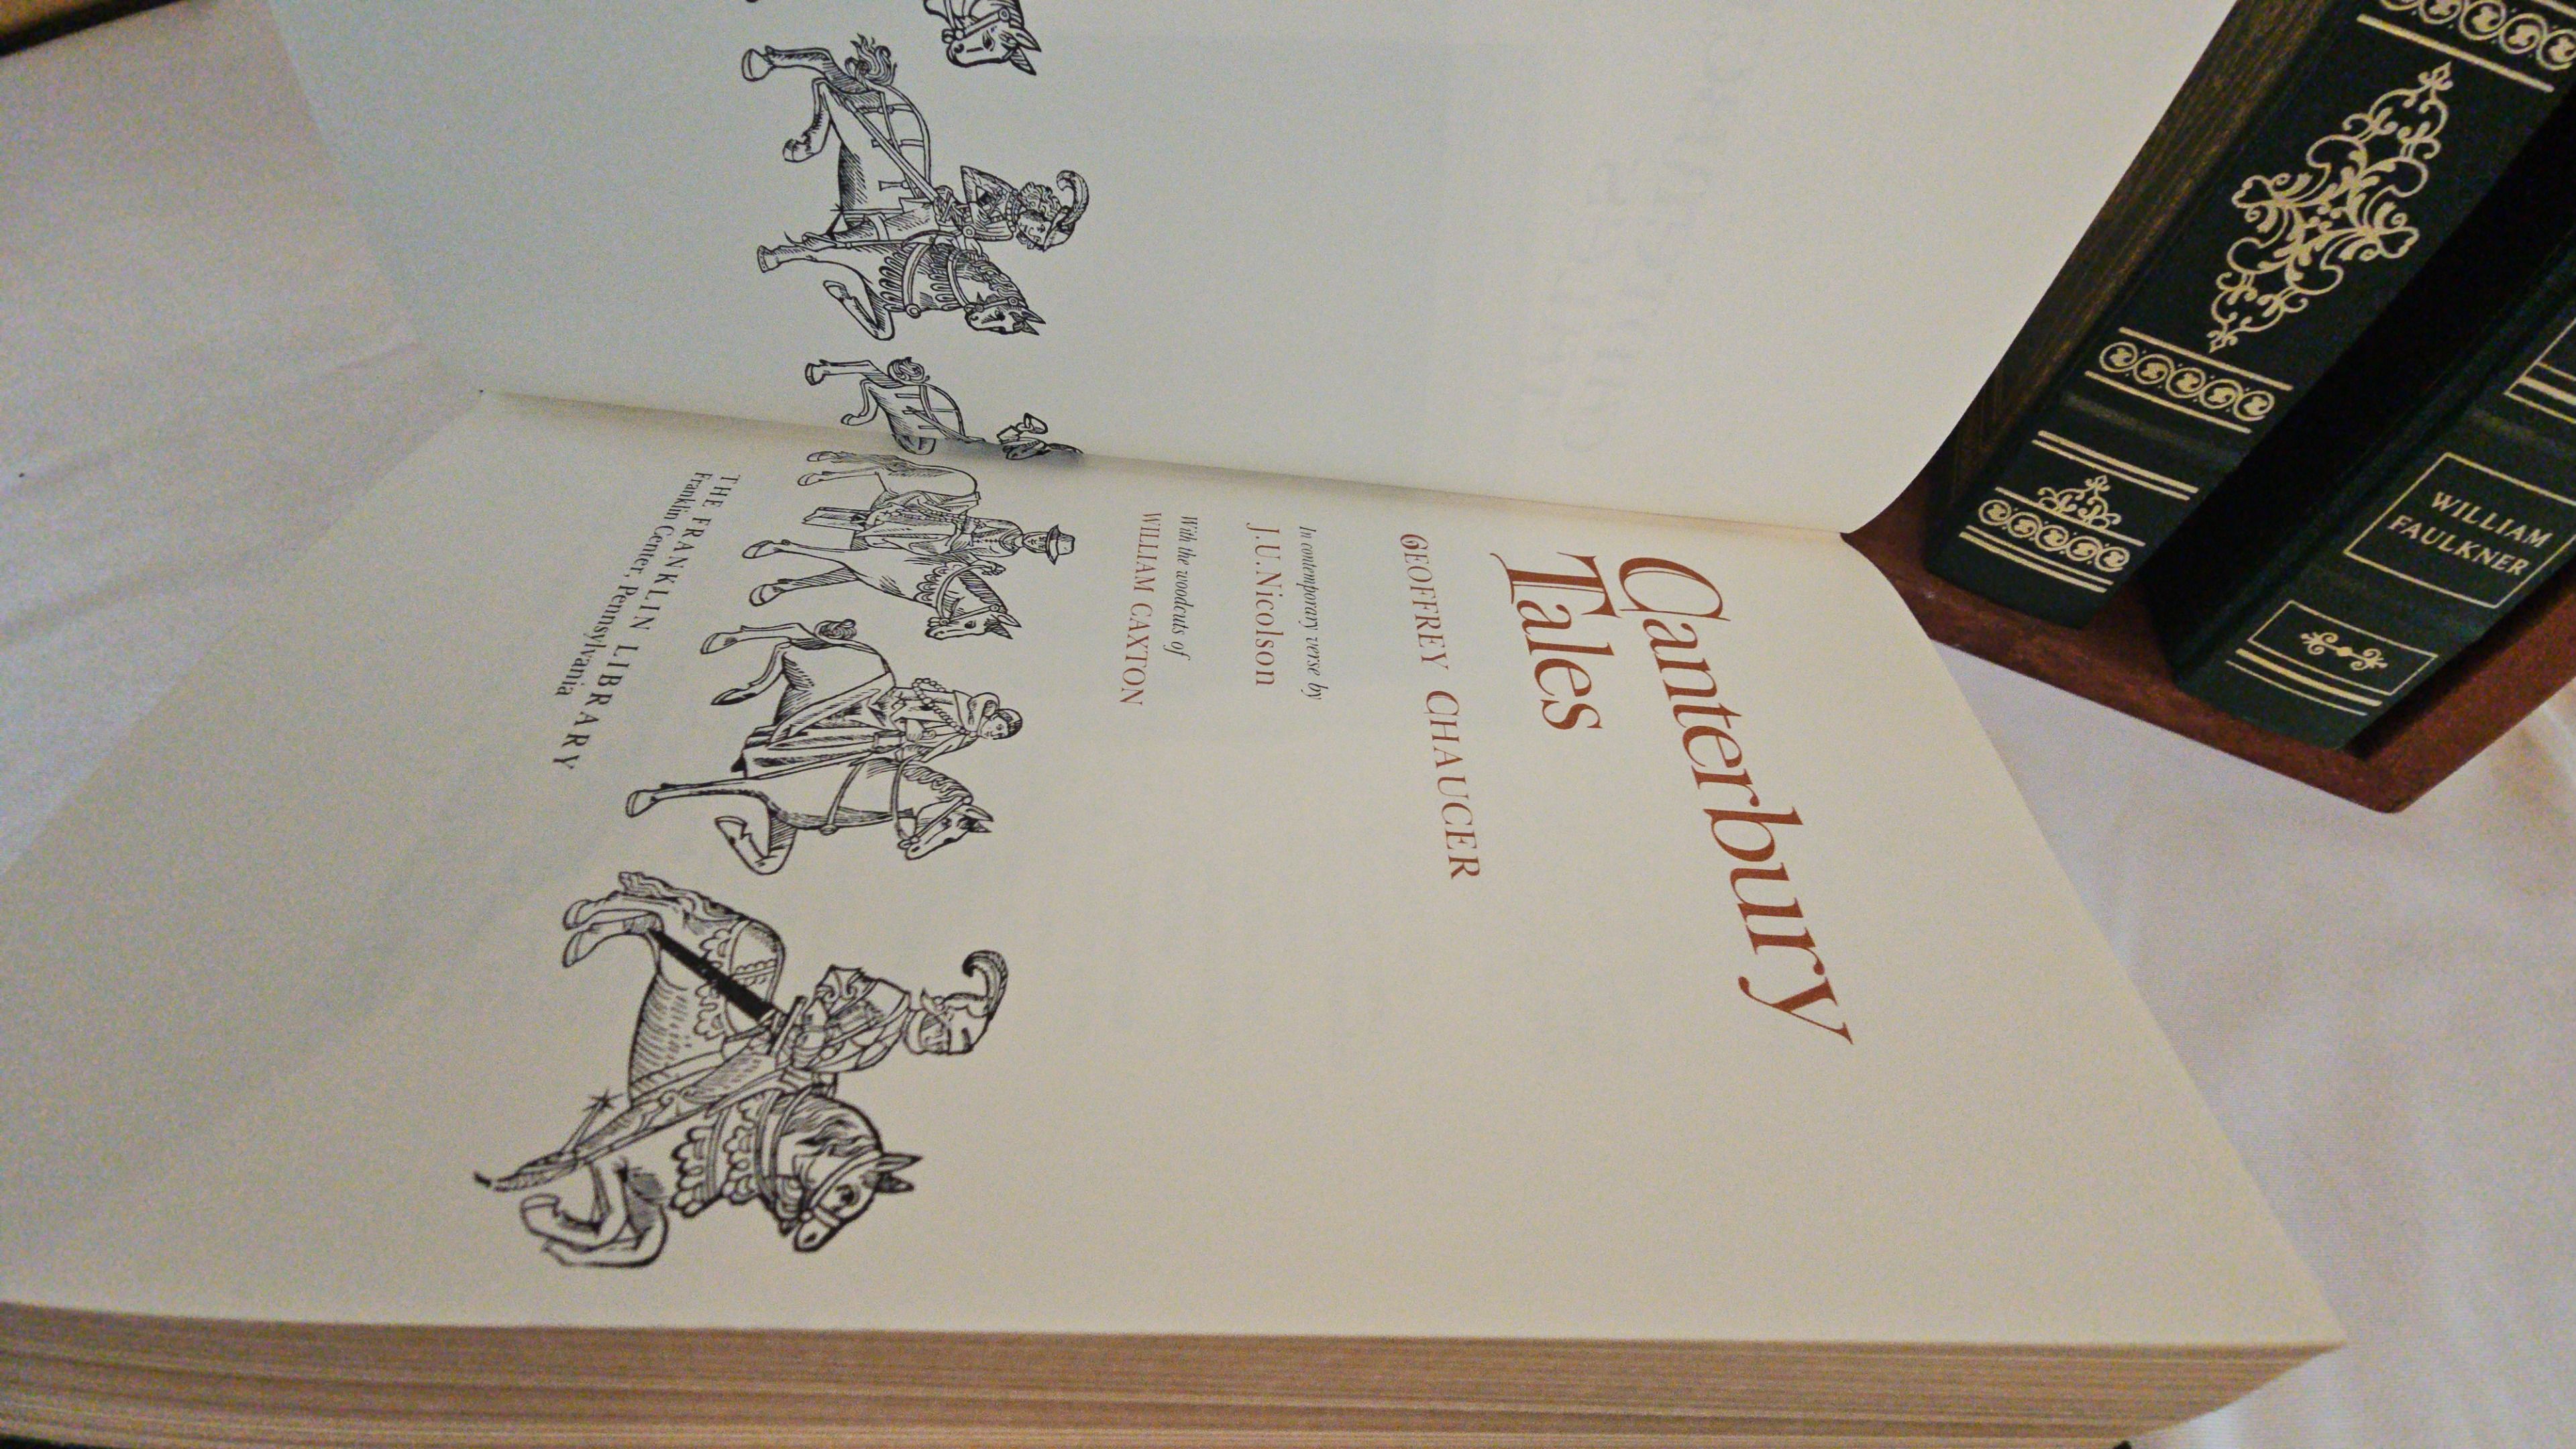 Canterbury
Tales
GEOFFREY CHAUCER
In contemporary verse by
J.U.Nicolson
With the woodcuts of
WILLIAM CAXTON
THE FRANKLIN LIBRARY
Franklin Center, Pennsylvania
WILLIAM
FAULKNER